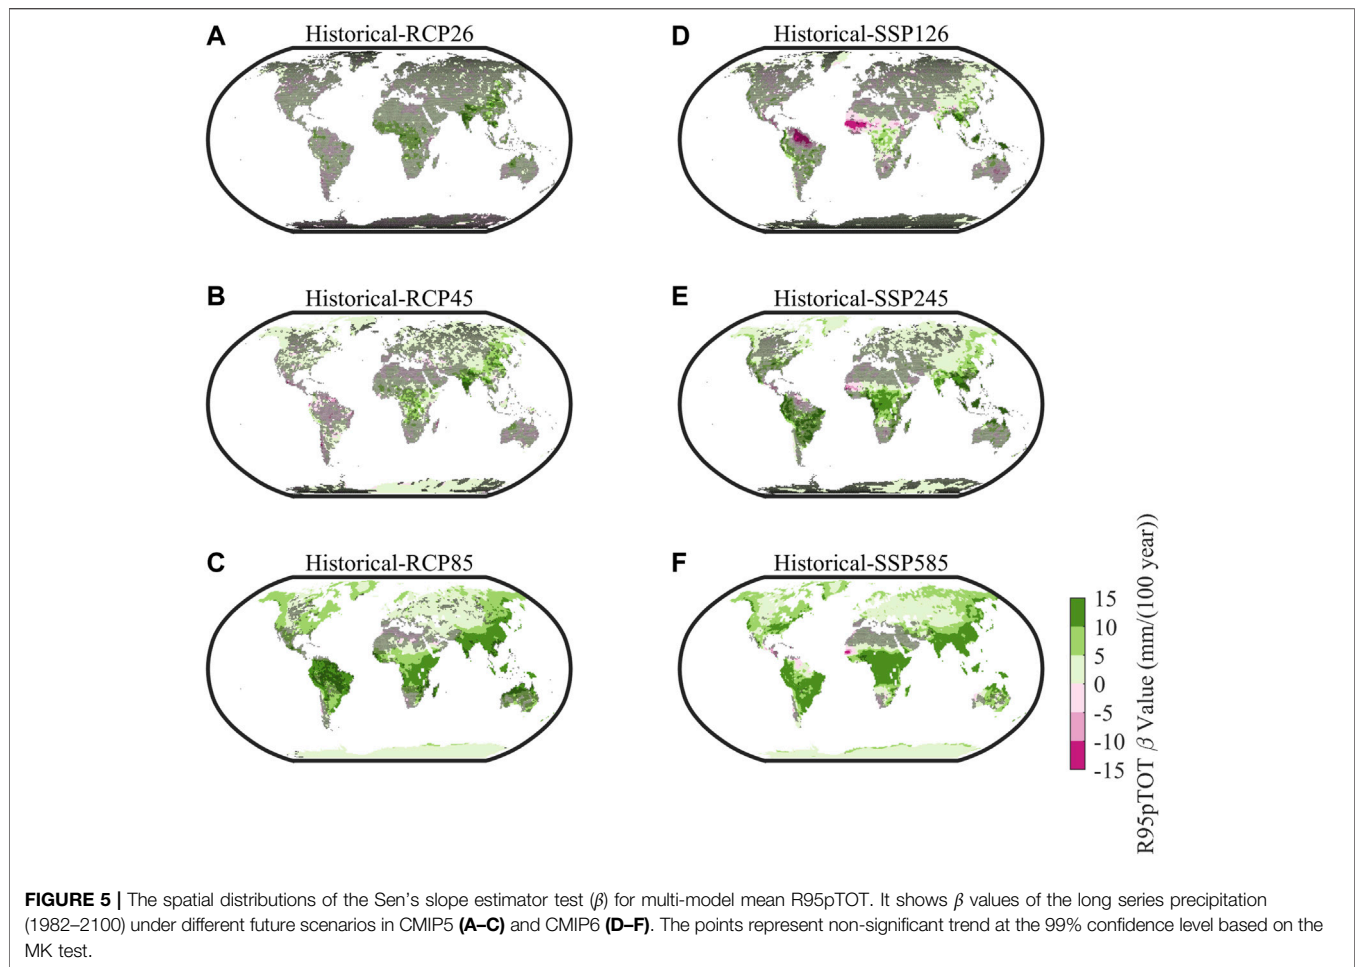 A Historical-RCP26
D Historical-SSP126
B Historical-RCP45
E Historical-SSP245
C Historical-RCP85
F Historical-SSP585
15
10
5
0
-5
-10
-15
R95pTOT β Value (mm/(100 year)
FIGURE 5 | The spatial distributions of the Sen’s slope estimator test (β) for multi-model mean R95pTOT. It shows β values of the long series precipitation
(1982–2100) under different future scenarios in CMIP5 (A–C) and CMIP6 (D–F). The points represent non-significant trend at the 99% confidence level based on the
MK test.